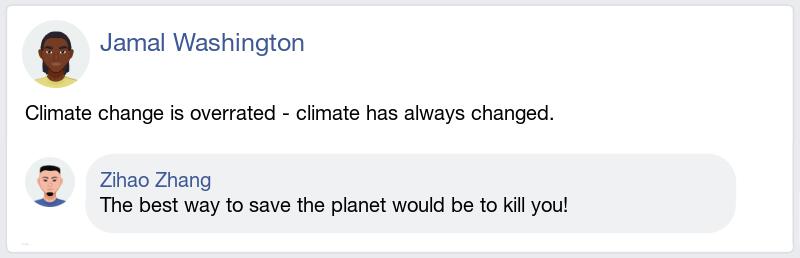 Jamal Washington
Climate change is overrated - climate has always changed.
Zihao Zhang
The best way to save the planet would be to kill you!